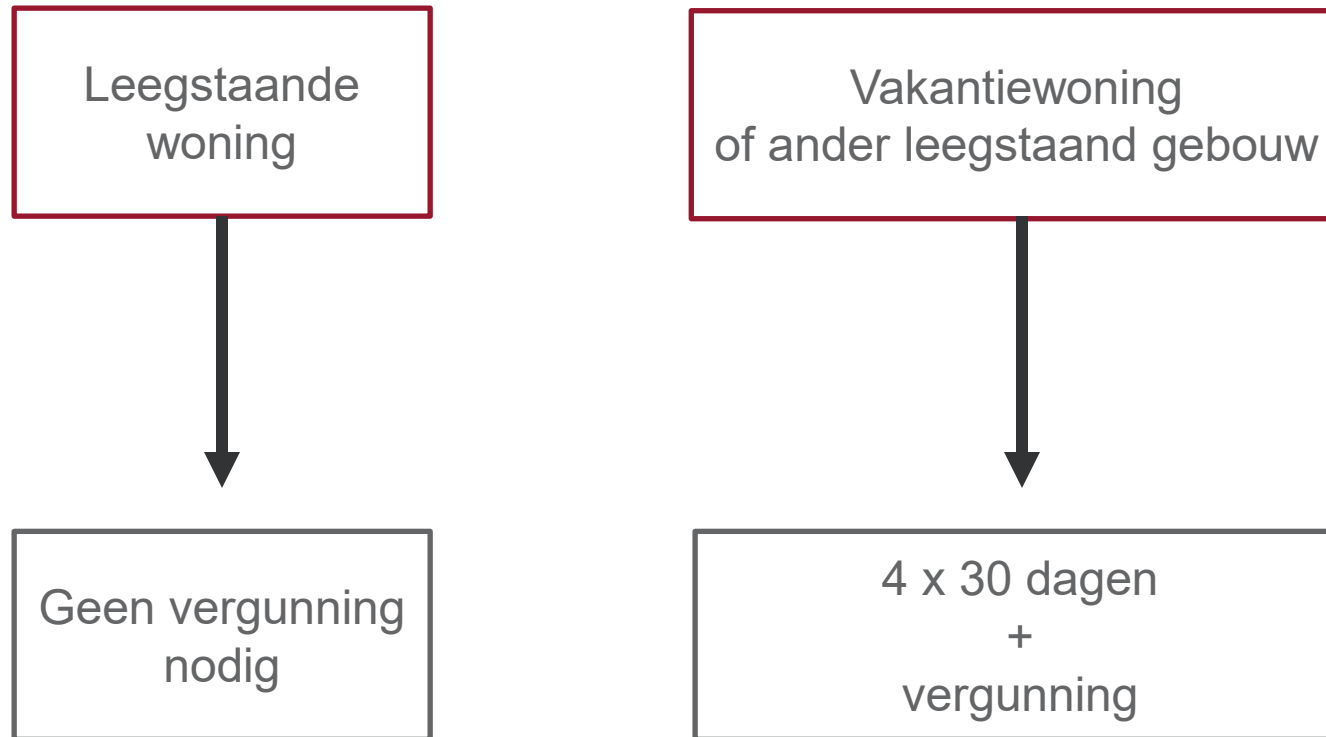 Leegstaande
woning
Vakantiewoning
of ander leegstaand gebouw
Geen vergunning
nodig
4 x 30 dagen
+
vergunning